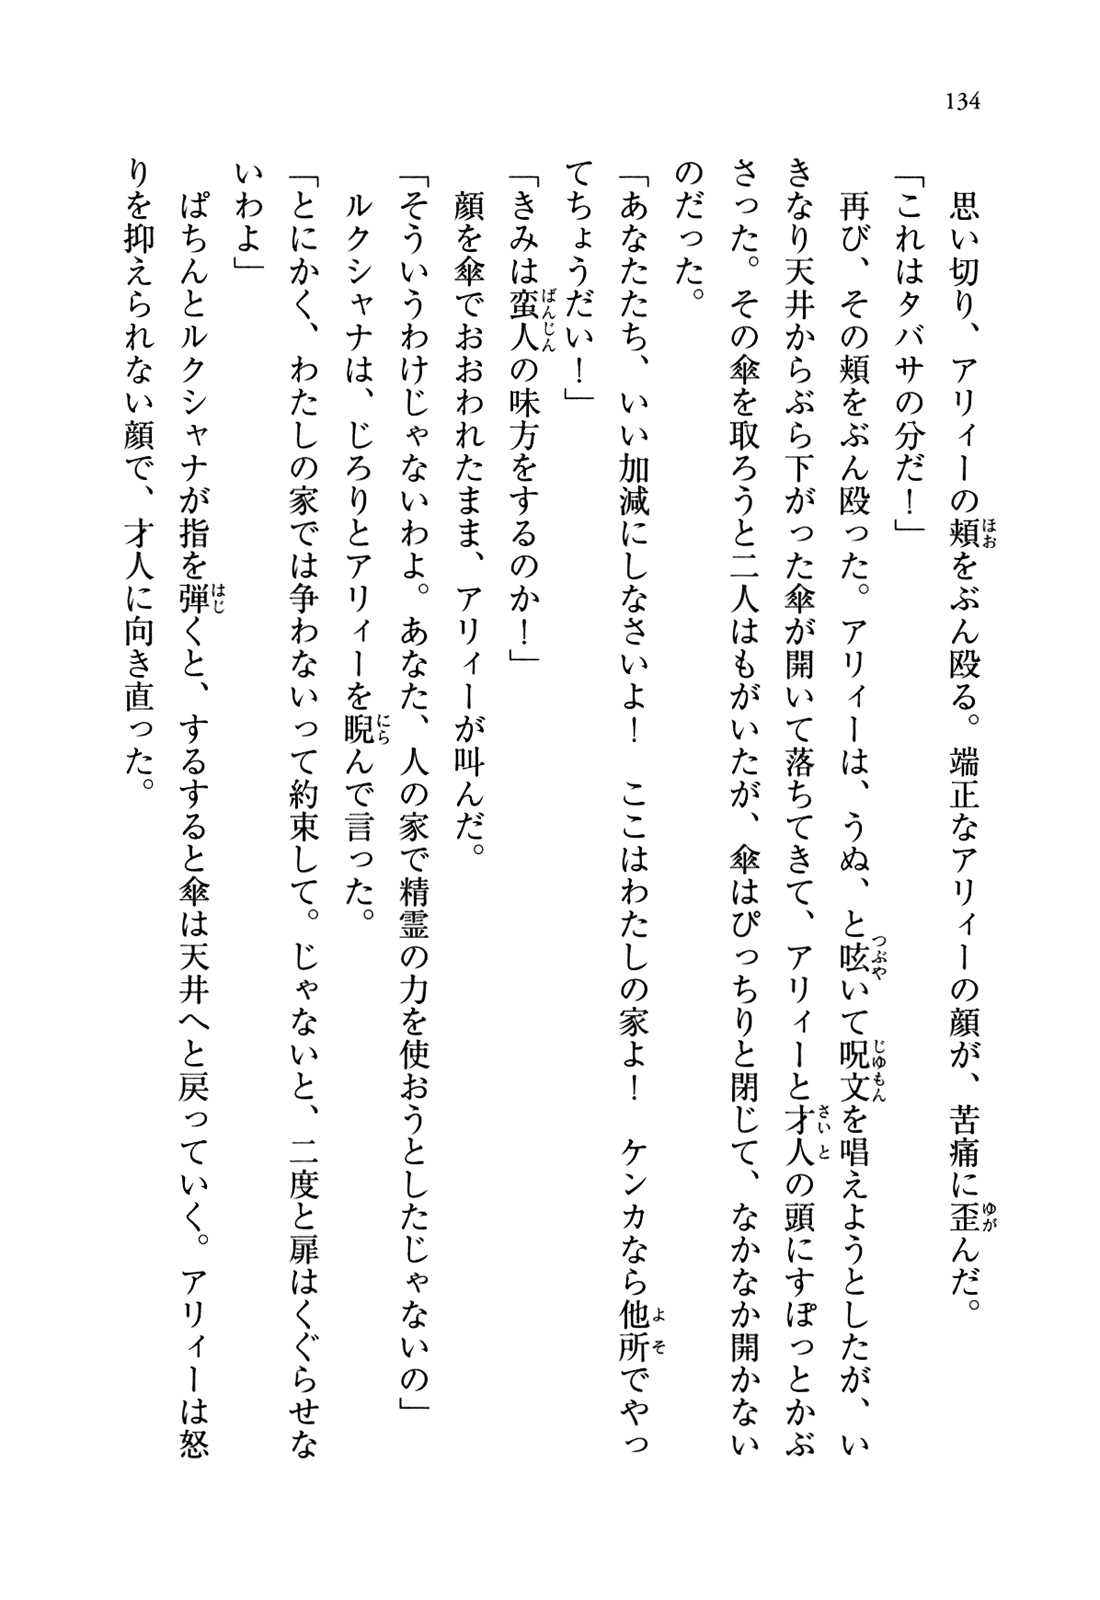 134
思い切り、アリィーの頬をぶん殴る。端正なアリィーの顔が、苦痛に歪んだ。
「これはタバサの分だ！」
再び、その頬をぶん殴った。アリィーは、うぬ、と呟いて呪文を唱えようとしたが、い
きなり天井からぶら下がった傘が開いて落ちてきて、アリィーと才人の頭にすぽっとかぶ
さった。その傘を取ろうと二人はもがいたが、傘はぴっちりと閉じて、なかなか開かない
のだった。
「あなたたち、いい加減にしなさいよ！　ここはわたしの家よ！　ケンカなら他所でやっ
てちょうだい！」
「きみは蛮人の味方をするのか！」
顔を傘でおおわれたまま、アリィーが叫んだ。
「そういうわけじゃないわよ。あなた、人の家で精霊の力を使おうとしたじゃないの」
ルクシャナは、じろりとアリィーを睨んで言った。
「とにかく、わたしの家では争わないって約束して。じゃないと、二度と扉はくぐらせな
いわよ」
ぱちんとルクシャナが指を弾くと、するすると傘は天井へと戻っていく。アリィーは怒
りを抑えられない顔で、才人に向き直った。